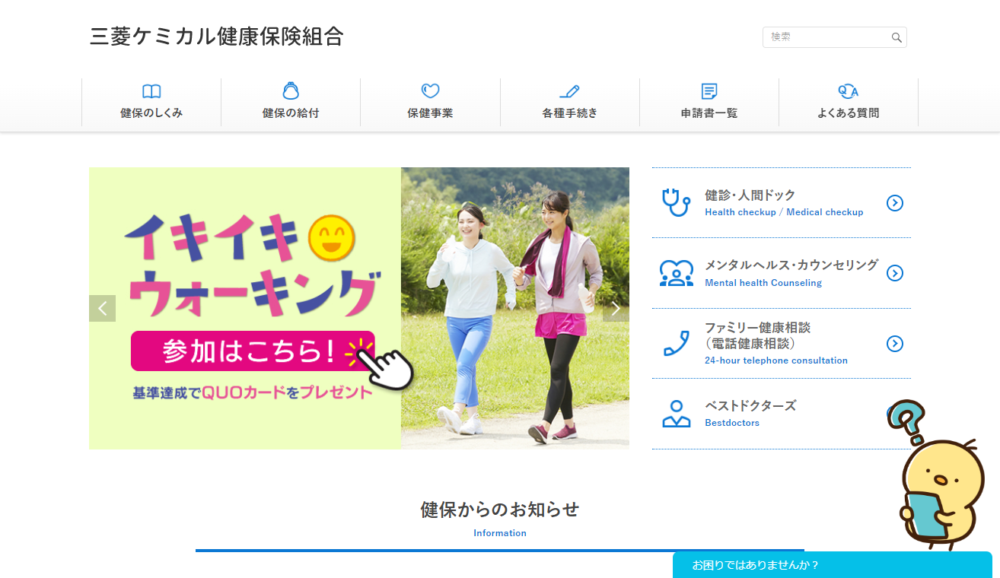 三菱ケミカル健康保険組合
検索
健保のしくみ
健保の給付
保健事業
各種手続き
申請書一覧
Q A
よくある質問
イキイキ
ウォーキング
参加はこちら!
基準達成でQUOカードをプレゼント
健診・人間ドック
Health checkup / Medical checkup
メンタルヘルス・カウンセリング
Mental health Counseling
ファミリー健康相談
（電話健康相談）
24-hour telephone consultation
ベストドクターズ
Bestdoctors
?
健保からのお知らせ
Information
お困りではありませんか？